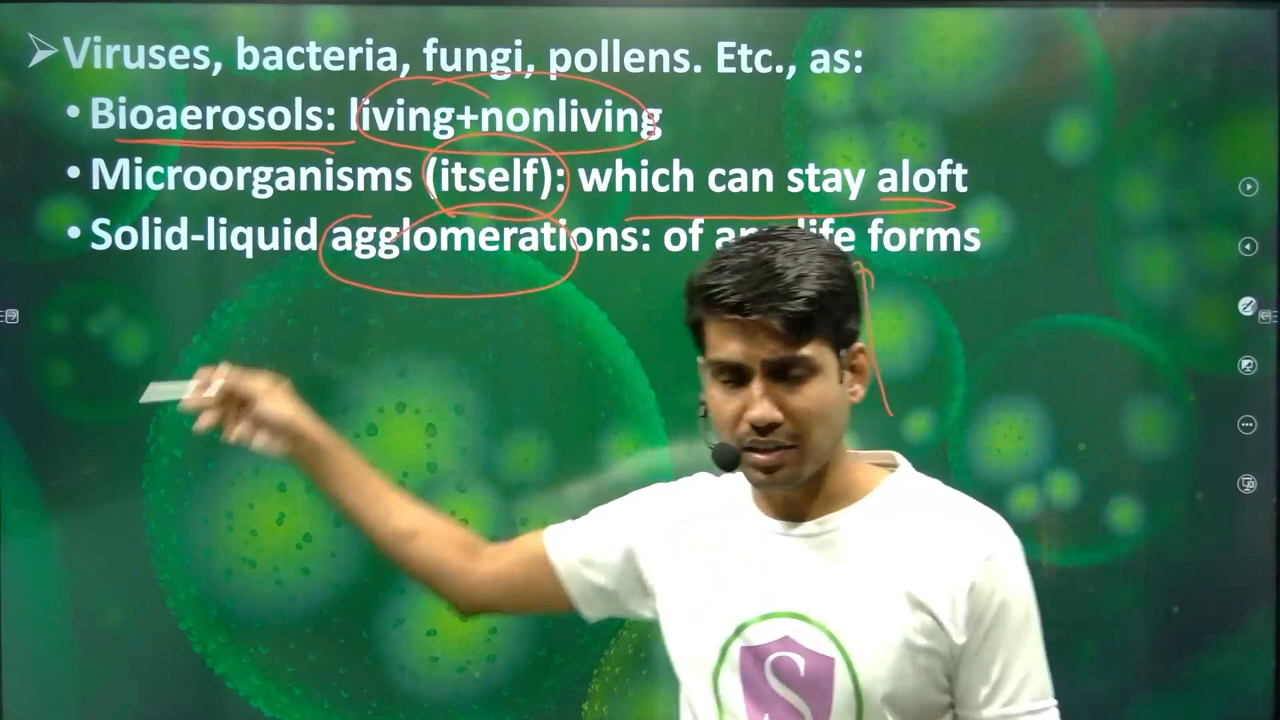 Viruses, bacteria, fungi, pollens. Etc., as:
• Bioaerosols: living+nonliving
• Microorganisms (itself): which can stay aloft
• Solid-liquid agglomerations: of any life forms
S